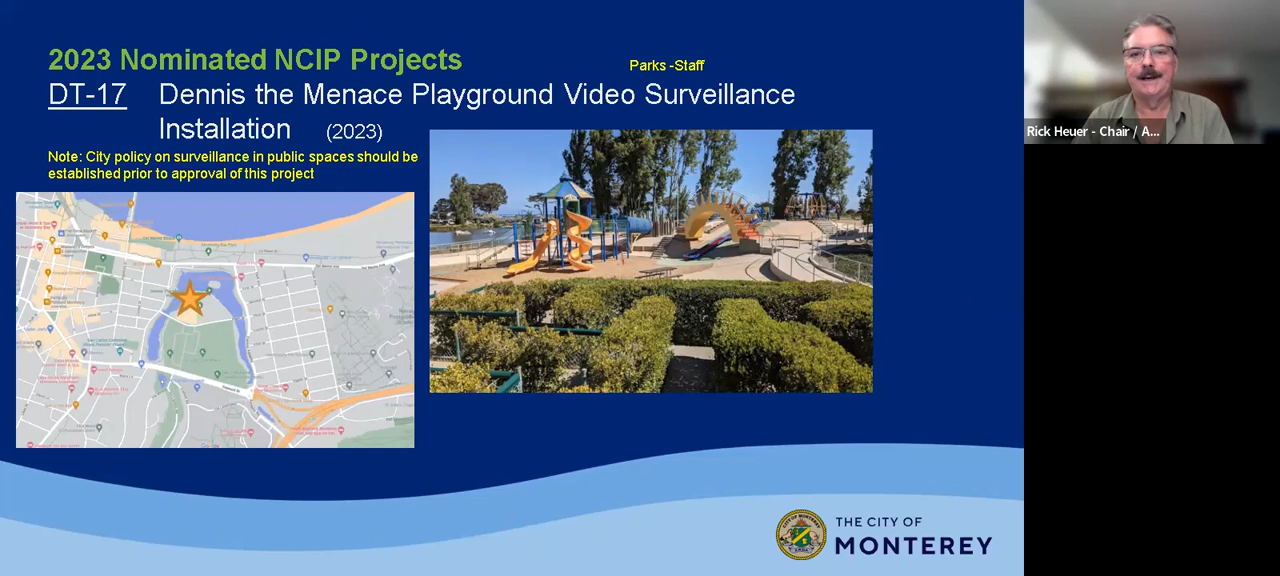 2023 Nominated NCIP Projects
Parks -Staff
DT-17 Dennis the Menace Playground Video Surveillance
Installation (2023)
Note: City policy on surveillance in public spaces should be
established prior to approval of this project
THE CITY OF
MONTEREY
Rick Heuer - Chair / A...